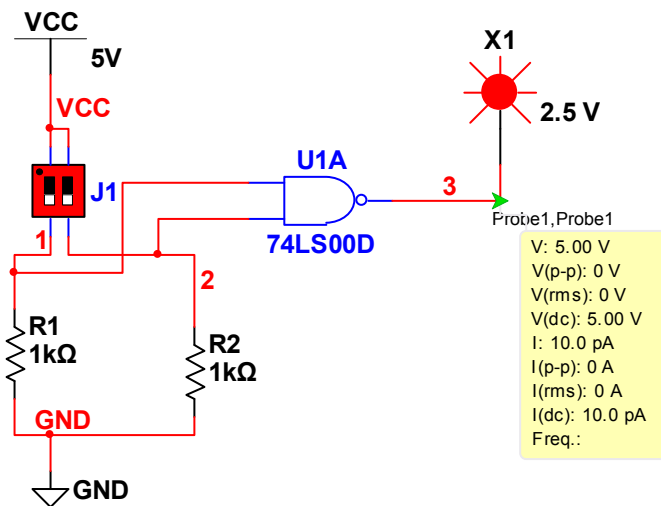 VCC
5V
VCC
J1
1
2
U1A
74LS00D
3
X1
2.5 V
Probe1,Probe1
V: 5.00 V
V(p-p): 0 V
V(rms): 0 V
V(dc): 5.00 V
I: 10.0 pA
I(p-p): 0 A
I(rms): 0 A
I(dc): 10.0 pA
Freq.:
R1
1kΩ
R2
1kΩ
GND
GND